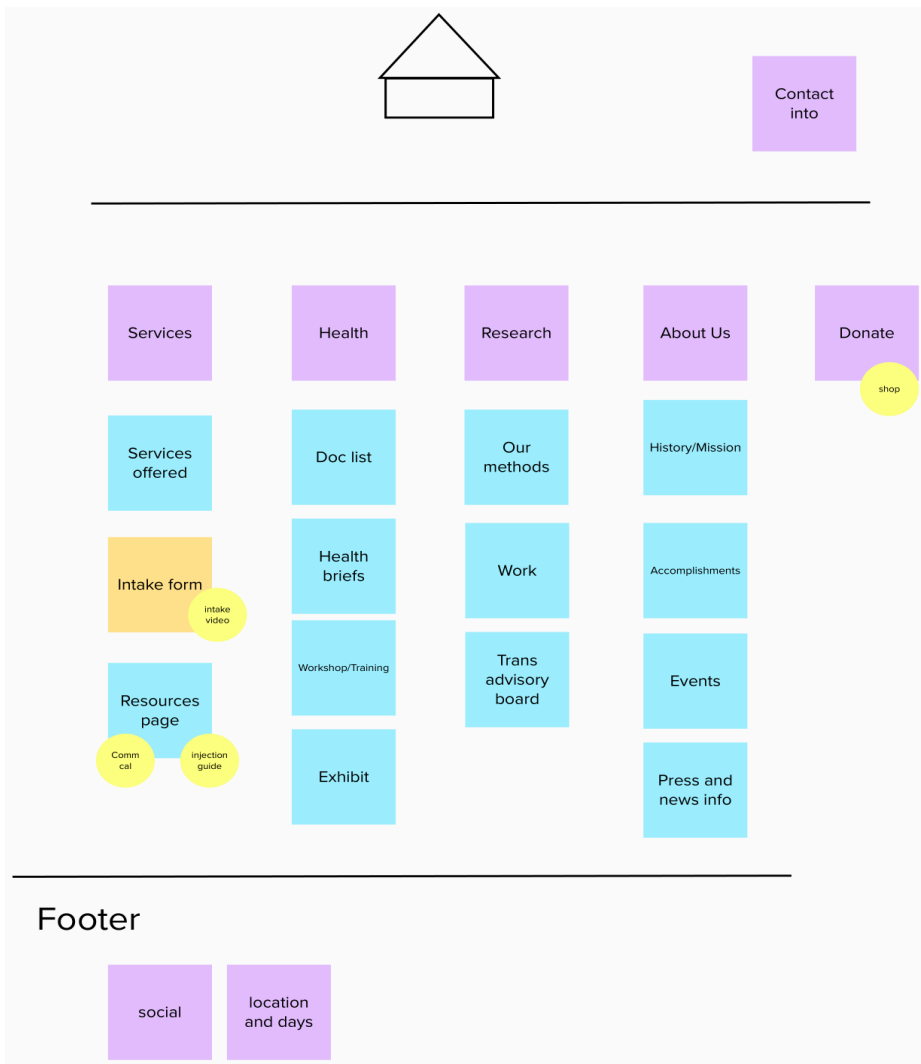 Contact
into
Services
Health
Research
About Us
Donate
shop
Services
offered
Doc list
Our
methods
History/Mission
Intake form
intake
video
Health
briefs
Work
Accomplishments
Resources
page
Comm
cal
injection
guide
Workshop/Training
Trans
advisory
board
Events
Exhibit
Press and
news info
Footer
social
location
and days